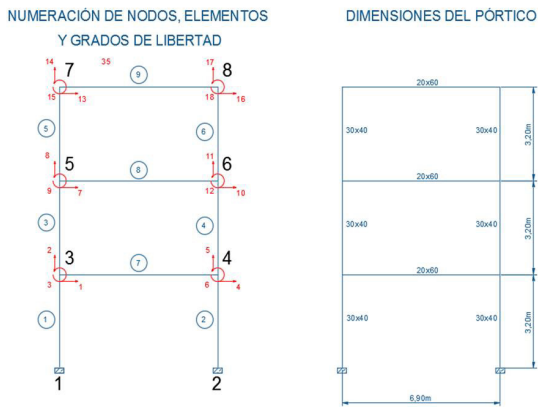 NUMERACIÓN DE NODOS, ELEMENTOS
Y GRADOS DE LIBERTAD
DIMENSIONES DEL PÓRTICO
14
7
35
9
17
8
15
13
18
16
20x60
5
6
30x40
30x40
3,20m
8
5
11
6
8
9
7
12
10
20x60
3
4
30x40
30x40
3,20m
2
3
5
4
7
3
1
6
4
20x60
1
2
30x40
30x40
3,20m
1
2
6,90m